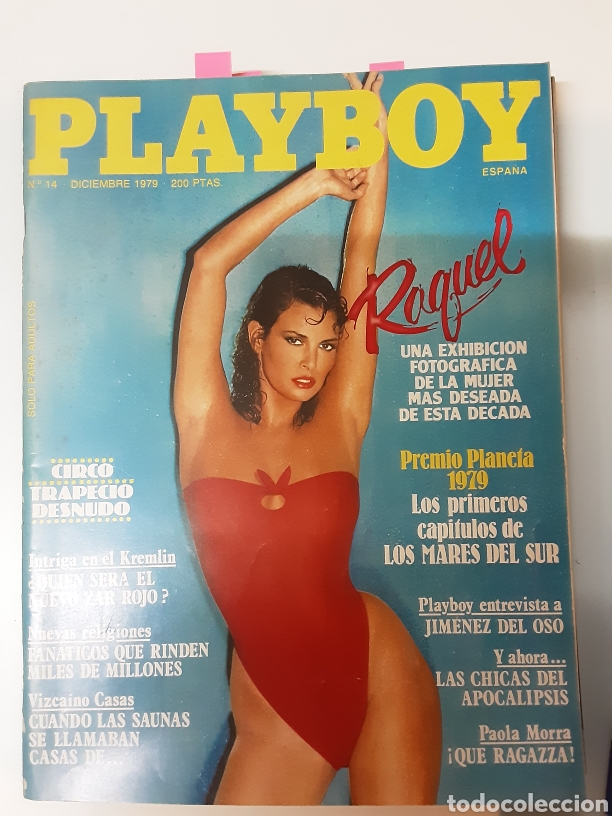 PLAYBOY
ESPAÑA
Nº 14 · DICIEMBRE 1979 · 200 PTAS.
SOLO PARA ADULTOS
Raquel
UNA EXHIBICION
FOTOGRAFICA
DE LA MUJER
MAS DESEADA
DE ESTA DECADA
CIRCO
TRAPECIO
DESNUDO
Premio Planeta
1979
Los primeros
capítulos de
LOS MARES DEL SUR
Intriga en el Kremlin
¿QUIEN SERA EL
NUEVO ZAR ROJO?
Nuevas religiones
FANATICOS QUE RINDEN
MILES DE MILLONES
Vizcaino Casas
CUANDO LAS SAUNAS
SE LLAMABAN
CASAS DE...
Playboy entrevista a
JIMENEZ DEL OSO
Y ahora...
LAS CHICAS DEL
APOCALIPSIS
Paola Morra
¡QUE RAGAZZA!
todocoleccion